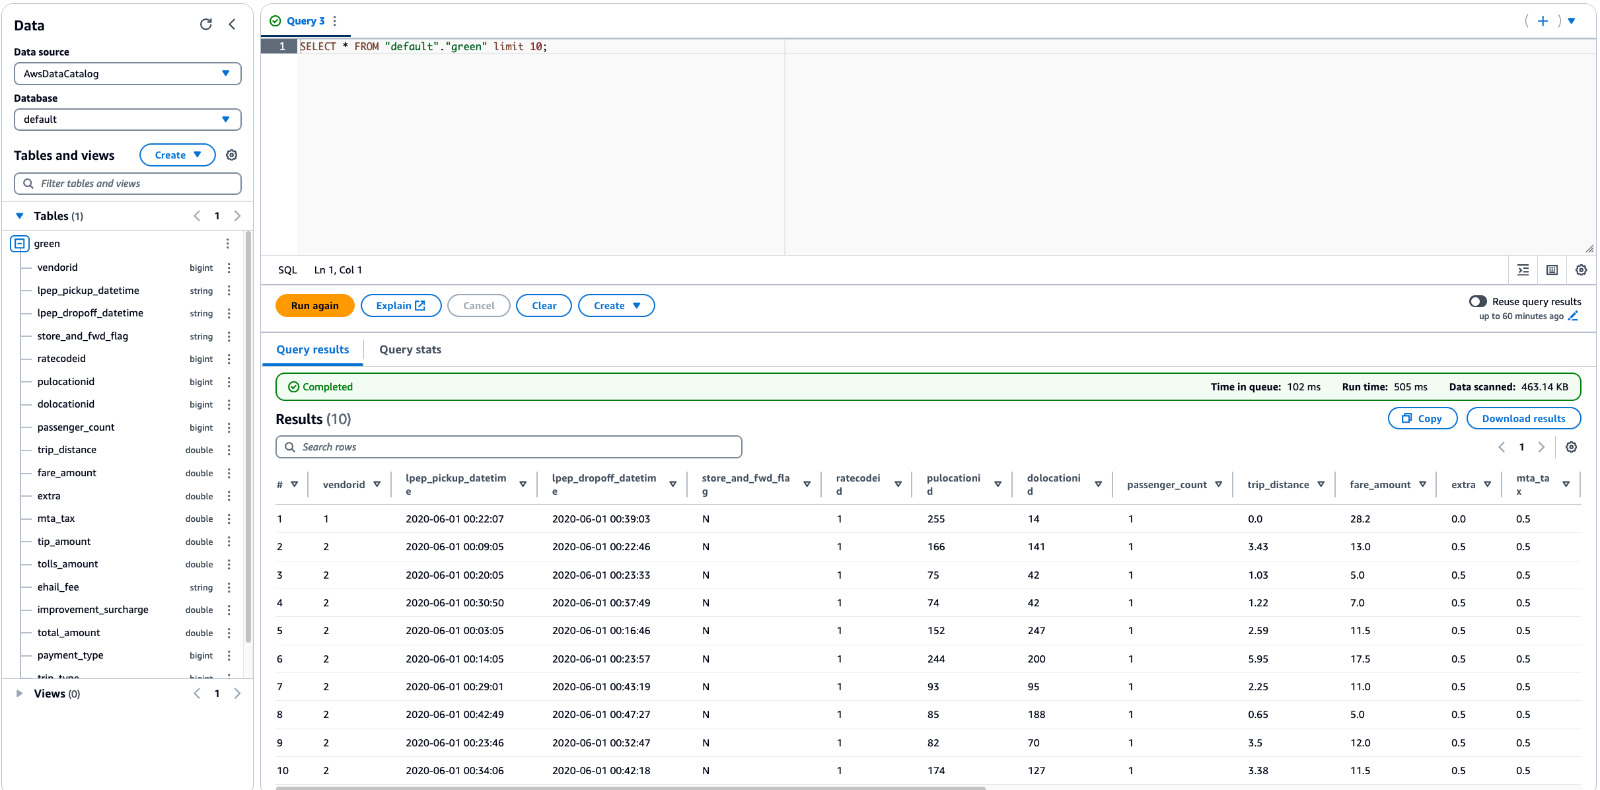 Data
Data source
AwsDataCatalog
Database
default
Tables and views
Create
Filter tables and views
Tables (1)
1
green
vendorid bigint
lpep_pickup_datetime string
lpep_dropoff_datetime string
store_and_fwd_flag string
ratecodeid bigint
pulocationid bigint
dolocationid bigint
passenger_count bigint
trip_distance double
fare_amount double
extra double
mta_tax double
tip_amount double
tolls_amount double
ehail_fee string
improvement_surcharge double
total_amount double
payment_type bigint
trip_type bigint
Views (0)
1
Query 3
1 SELECT * FROM "default"."green" limit 10;
SQL Ln 1, Col 1
Run again Explain Cancel Clear Create
Reuse query results
up to 60 minutes ago
Query results Query stats
Completed Time in queue: 102 ms Run time: 505 ms Data scanned: 463.14 KB
Results (10)
Copy Download results
Search rows
1
# vendorid lpep_pickup_datetim lpep_dropoff_datetim store_and_fwd_fla ratecodei pulocationi dolocationi passenger_count trip_distance fare_amount extra mta_ta
e e g d d d x
1 1 2020-06-01 00:22:07 2020-06-01 00:39:03 N 1 255 14 1 0.0 28.2 0.0 0.5
2 2 2020-06-01 00:09:05 2020-06-01 00:22:46 N 1 166 141 1 3.43 13.0 0.5 0.5
3 2 2020-06-01 00:20:05 2020-06-01 00:23:33 N 1 75 42 1 1.03 5.0 0.5 0.5
4 2 2020-06-01 00:30:50 2020-06-01 00:37:49 N 1 74 42 1 1.22 7.0 0.5 0.5
5 2 2020-06-01 00:03:05 2020-06-01 00:16:46 N 1 152 247 1 2.59 11.5 0.5 0.5
6 2 2020-06-01 00:14:05 2020-06-01 00:23:57 N 1 244 200 1 5.95 17.5 0.5 0.5
7 2 2020-06-01 00:29:01 2020-06-01 00:43:19 N 1 93 95 1 2.25 11.0 0.5 0.5
8 2 2020-06-01 00:42:49 2020-06-01 00:47:27 N 1 85 188 1 0.65 5.0 0.5 0.5
9 2 2020-06-01 00:23:46 2020-06-01 00:32:47 N 1 82 70 1 3.5 12.0 0.5 0.5
10 2 2020-06-01 00:34:06 2020-06-01 00:42:18 N 1 174 127 1 3.38 11.5 0.5 0.5